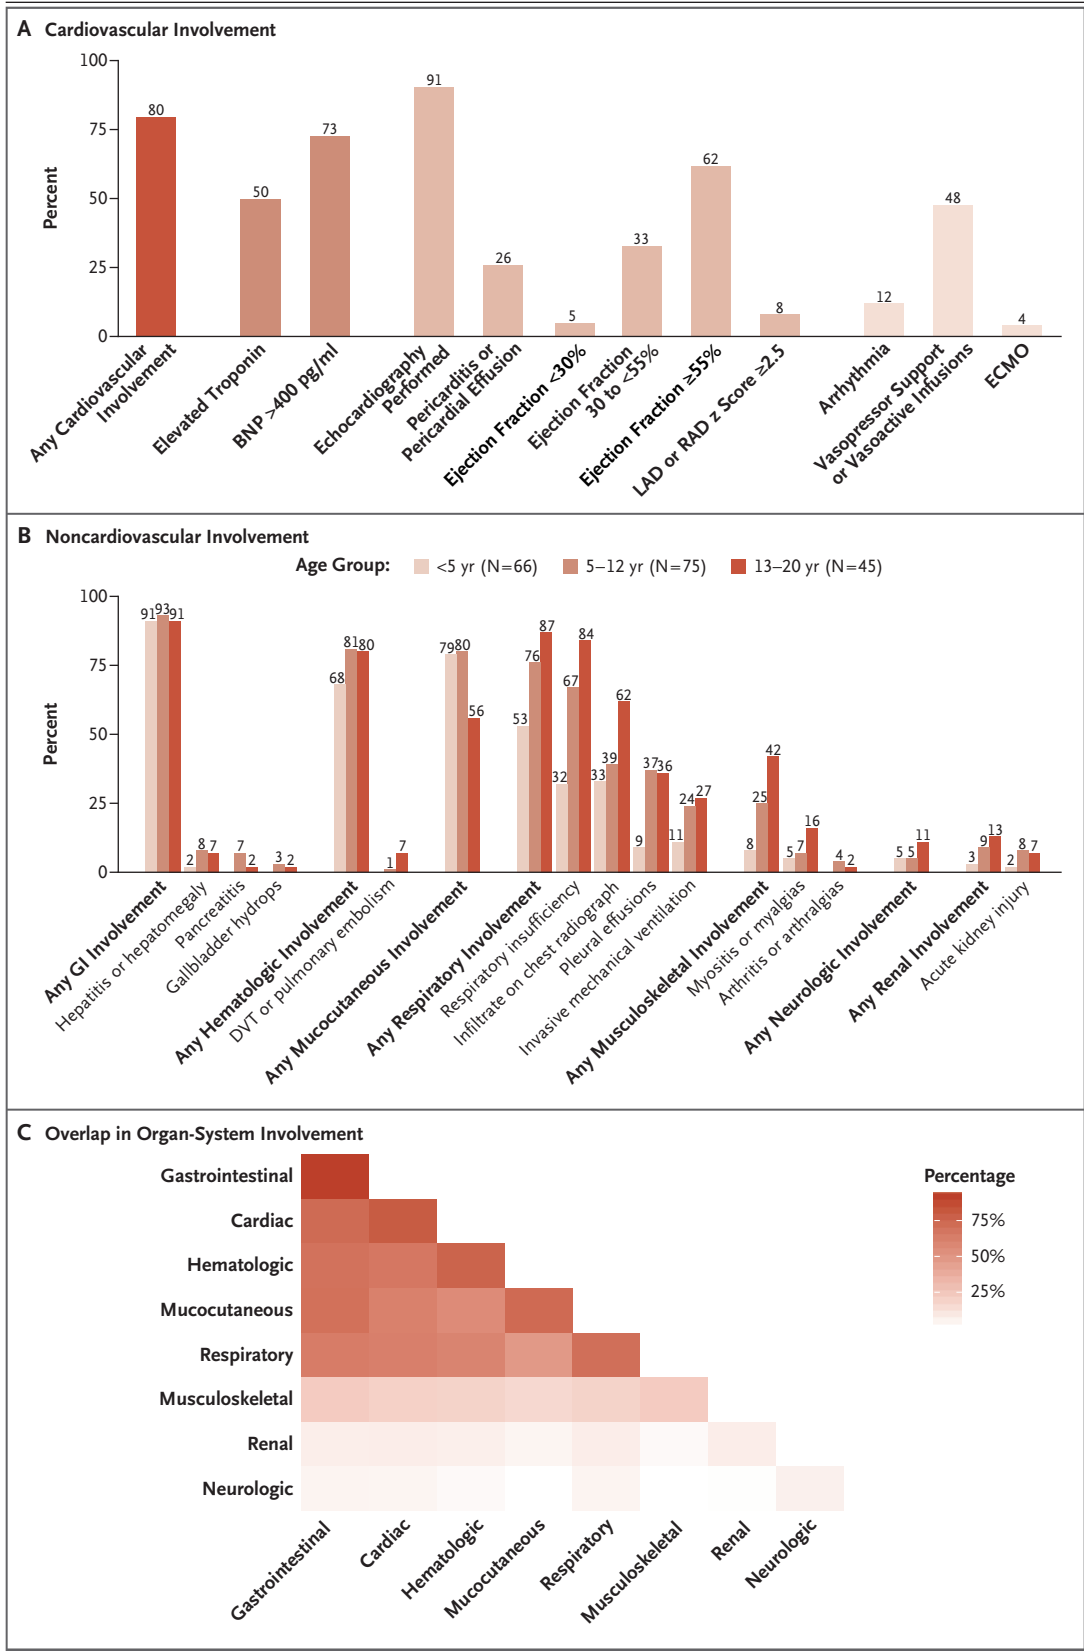 A Cardiovascular Involvement
100
75
50
25
0
Percent
80
50
73
91
26
5
33
62
8
12
48
4
Any Cardiovascular
Involvement
Elevated Troponin
BNP >400 pg/ml
Echocardiography
Performed
Pericarditis or
Pericardial Effusion
Ejection Fraction <30%
Ejection Fraction
30 to <55%
Ejection Fraction ≥55%
LAD or RAD z Score ≥2.5
Arrhythmia
Vasopressor Support
or Vasoactive Infusions
ECMO
B Noncardiovascular Involvement
Age Group: <5 yr (N=66) 5–12 yr (N=75) 13–20 yr (N=45)
100
75
50
25
0
Percent
91 93 91
2 8 7
7 2
3 2
68 81 80
1 7
79 80 56
53 76 87
32 67 84
33 39 62
9 37 36
11 24 27
8 25 42
5 7 16
4 2
5 5 11
3 9 13
2 8 7
Any GI Involvement
Hepatitis or hepatomegaly
Pancreatitis
Gallbladder hydrops
Any Hematologic Involvement
DVT or pulmonary embolism
Any Mucocutaneous Involvement
Any Respiratory Involvement
Respiratory insufficiency
Infiltrate on chest radiograph
Pleural effusions
Invasive mechanical ventilation
Any Musculoskeletal Involvement
Myositis or myalgias
Arthritis or arthralgias
Any Neurologic Involvement
Any Renal Involvement
Acute kidney injury
C Overlap in Organ-System Involvement
Gastrointestinal
Cardiac
Hematologic
Mucocutaneous
Respiratory
Musculoskeletal
Renal
Neurologic
Percentage
75%
50%
25%
Gastrointestinal
Cardiac
Hematologic
Mucocutaneous
Respiratory
Musculoskeletal
Renal
Neurologic